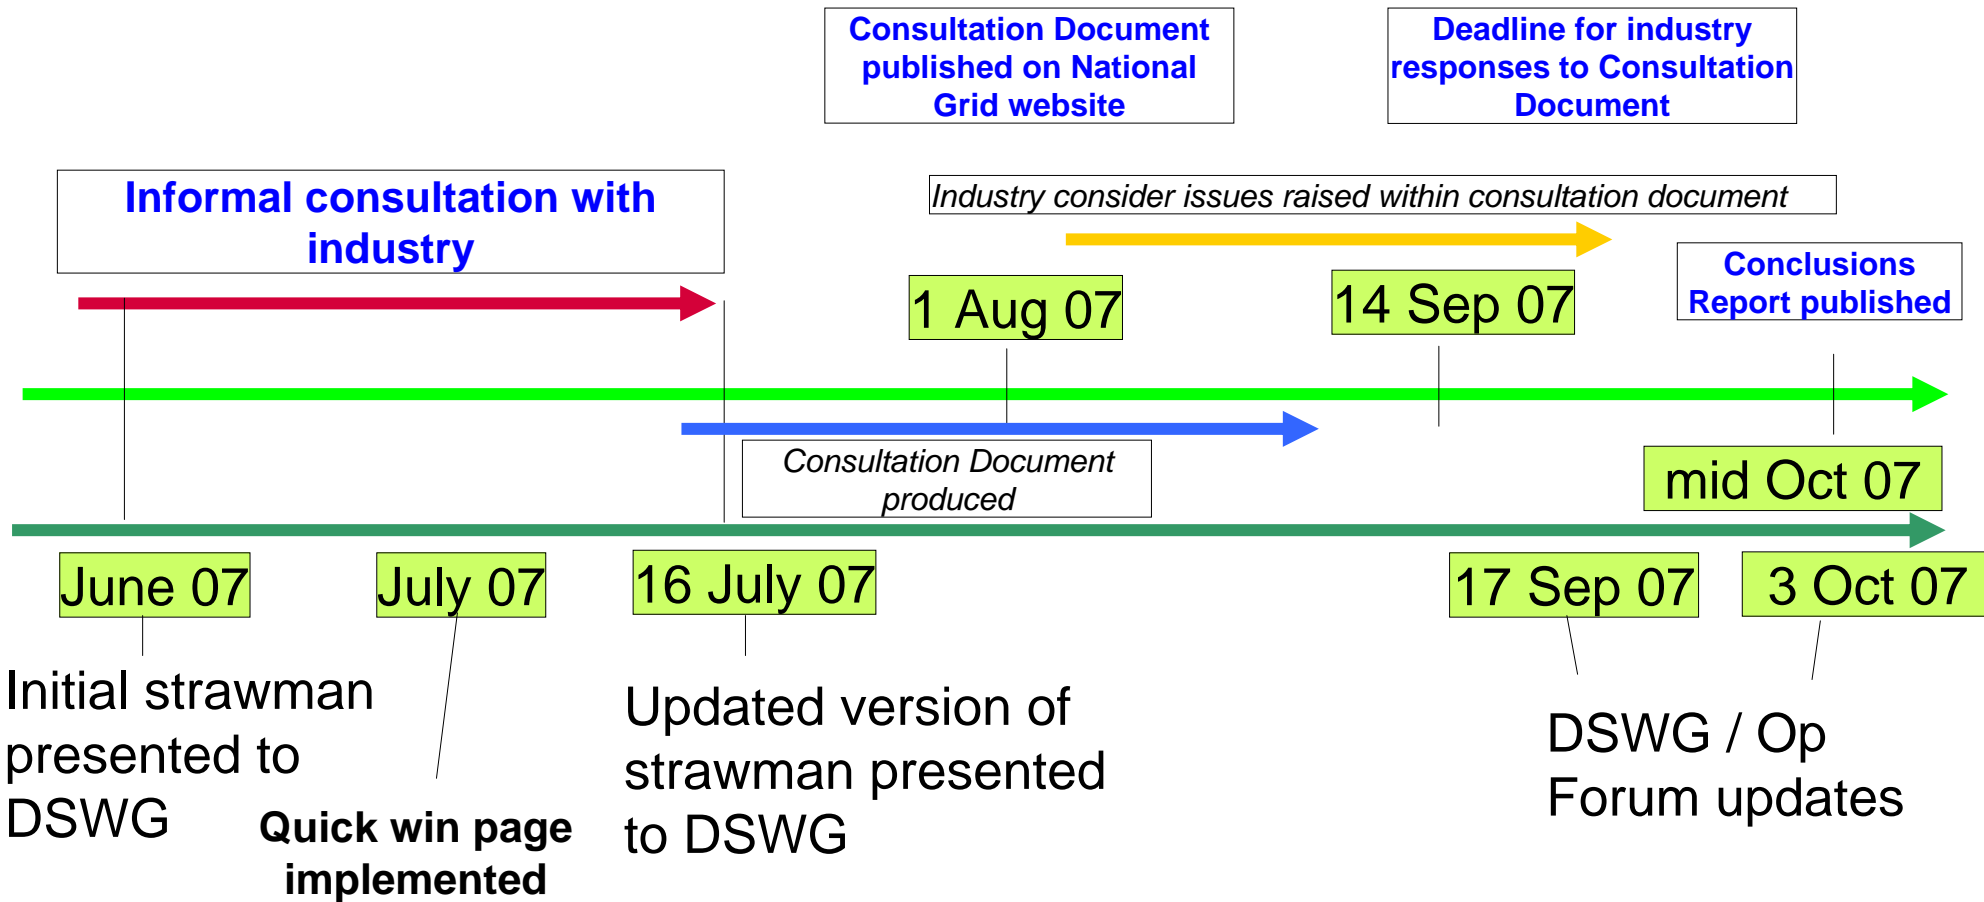 Consultation Document
published on National
Grid website
Deadline for industry
responses to Consultation
Document
Informal consultation with
industry
Industry consider issues raised within consultation document
Conclusions
Report published
1 Aug 07
14 Sep 07
Consultation Document
produced
mid Oct 07
June 07
July 07
16 July 07
17 Sep 07
3 Oct 07
Initial strawman
presented to
DSWG
Quick win page
implemented
Updated version of
strawman presented
to DSWG
DSWG / Op
Forum updates